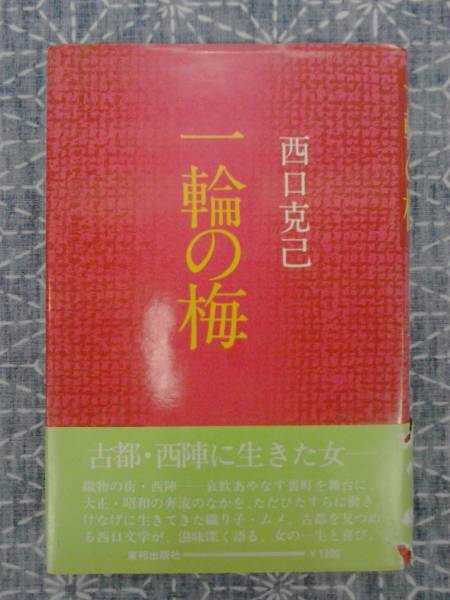 西口克己
一輪の梅
古都・西陣に生きた女──
織物の街・西陣──哀歓あやなす裏町を舞台に、
大正・昭和の奔流のなかを、ただひたすらに働き、
けなげに生きてきた織り子・ムメ。古都を見つめ
る西口文学が、滋味深く語る、女の一生と喜び。
東邦出版社